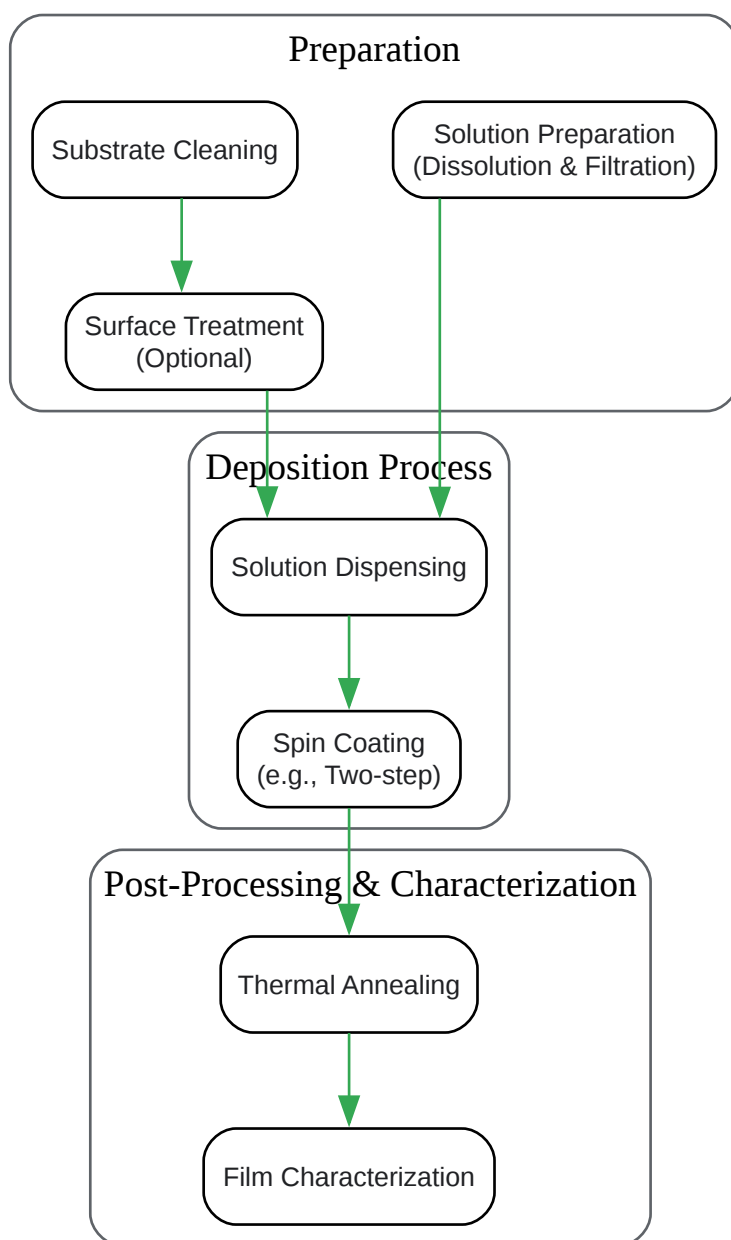 Preparation
Substrate Cleaning
Solution Preparation
(Dissolution & Filtration)
Surface Treatment
(Optional)
Deposition Process
Solution Dispensing
Spin Coating
(e.g., Two-step)
Post-Processing & Characterization
Thermal Annealing
Film Characterization